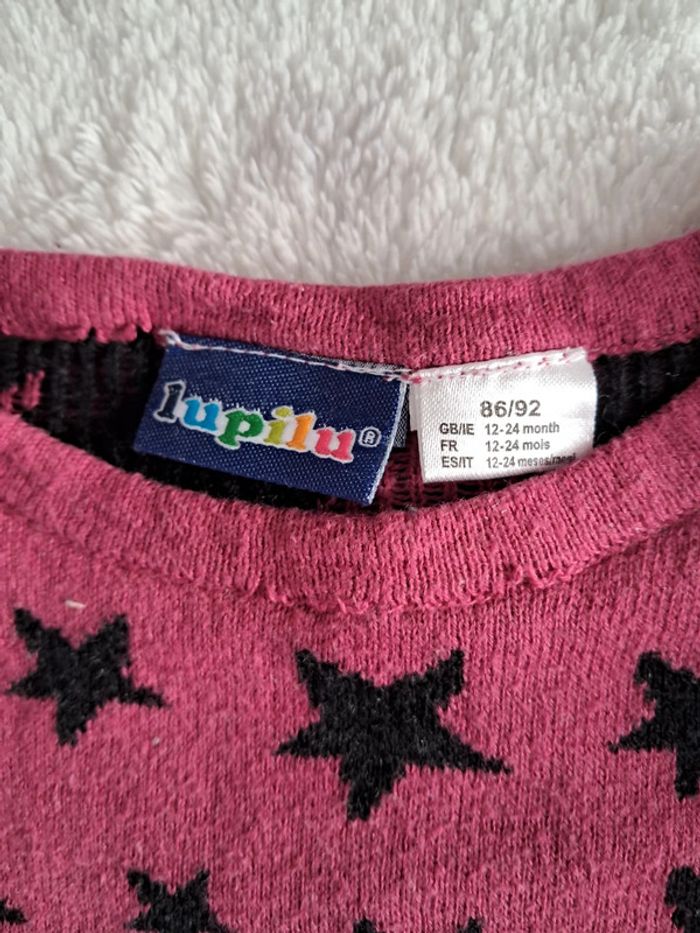 lupilu®
86/92
GB/IE 12-24 month
FR 12-24 mois
ES/IT 12-24 meses/mesi